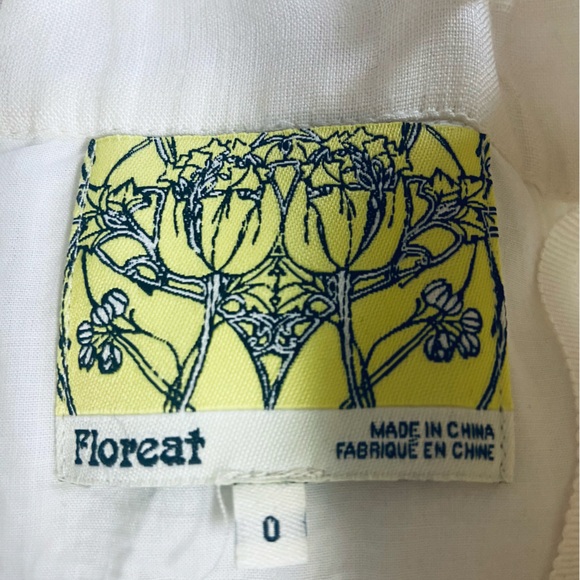 Floreat
MADE IN CHINA
FABRIQUÉ EN CHINE
0